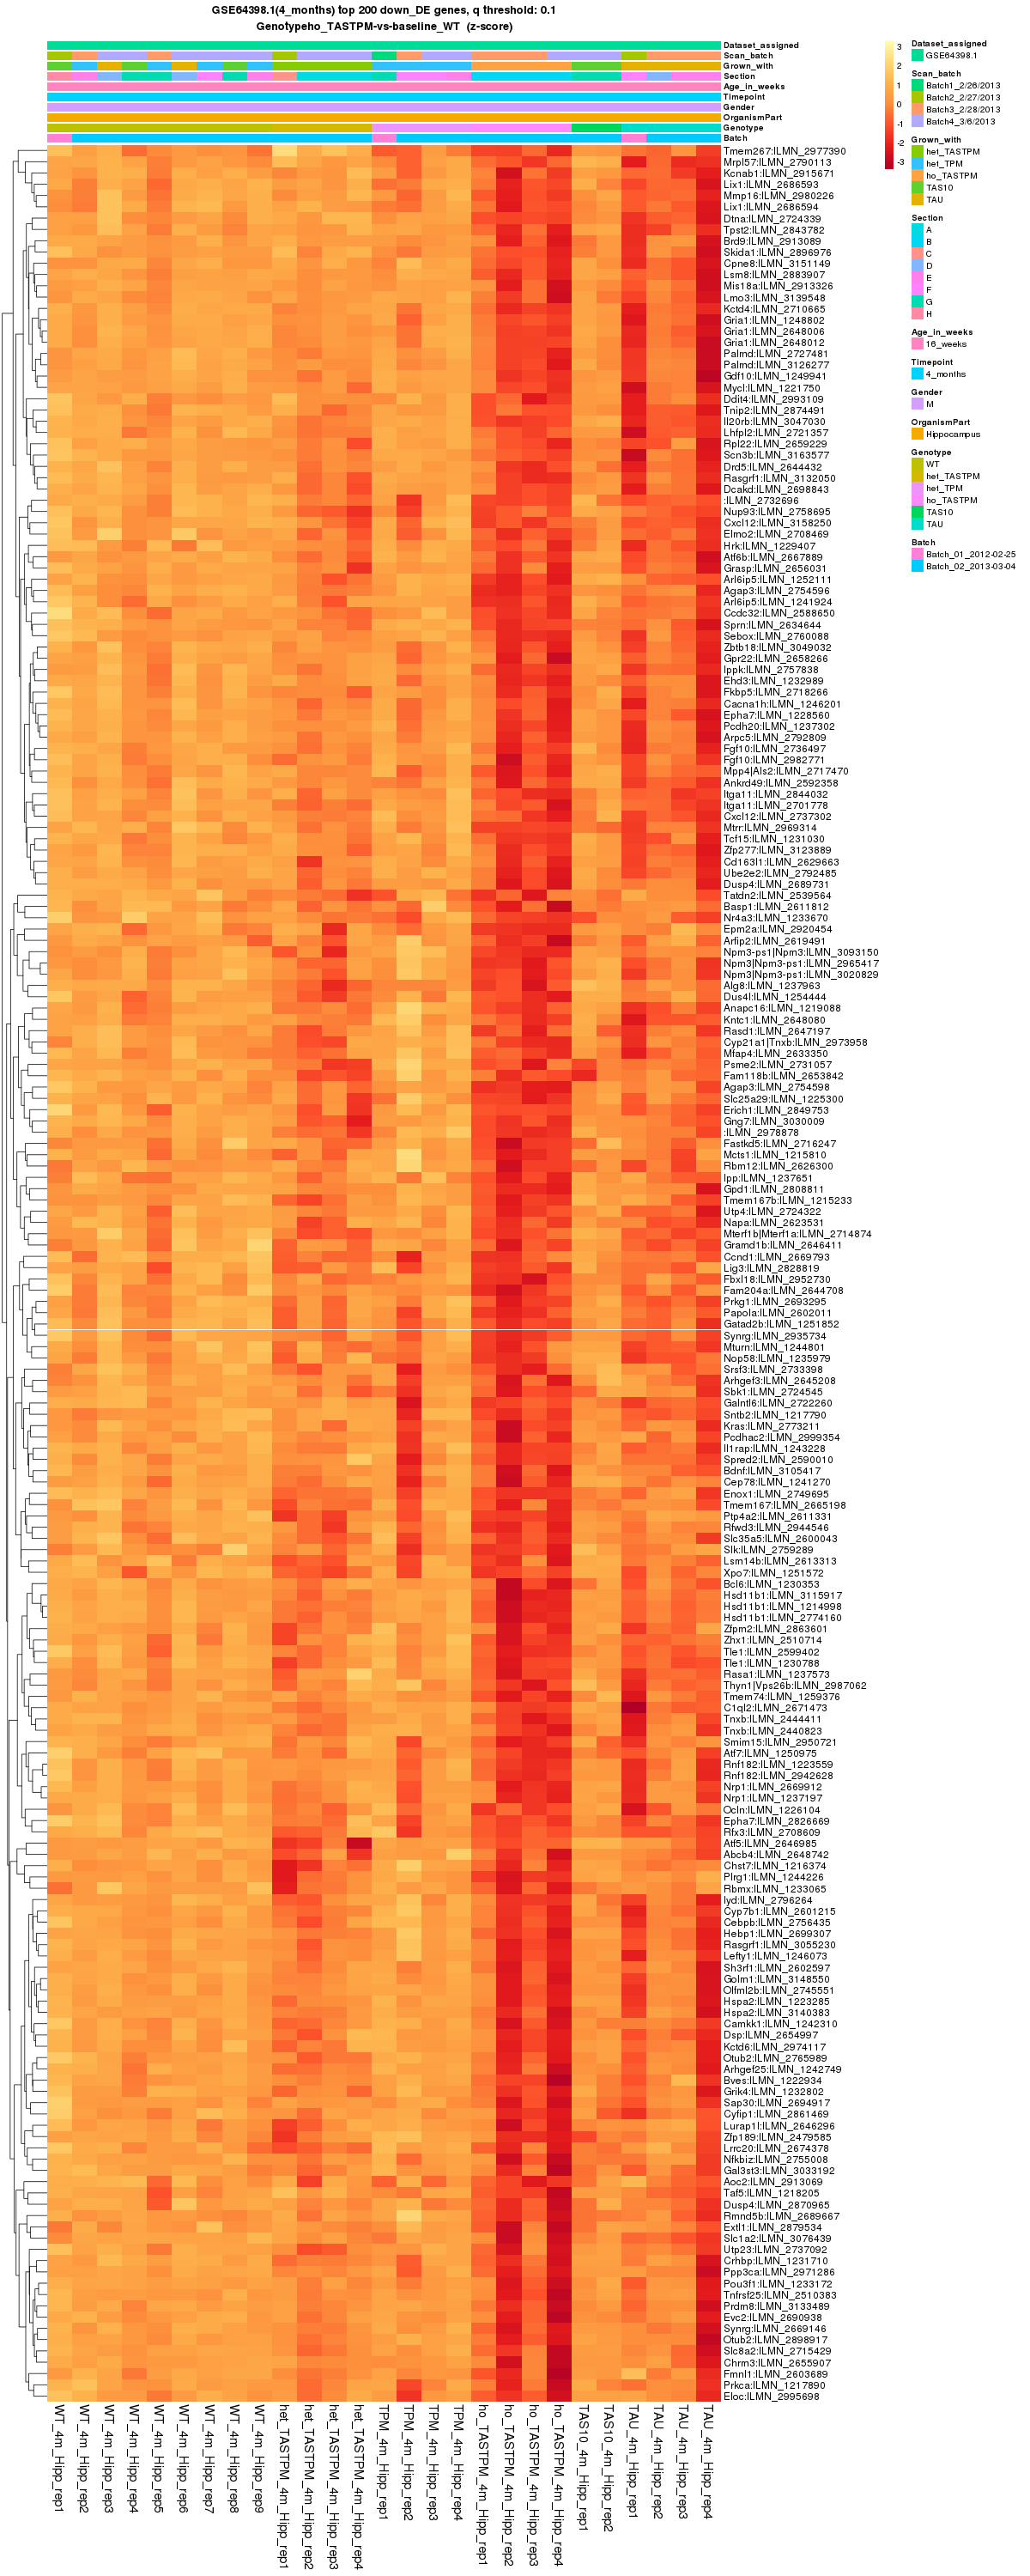 GSE64398.1(4_months) top 200 down_DE genes, q threshold: 0.1
Genotypeho_TASTPM-vs-baseline_WT (z-score)
Dataset_assigned
Scan_batch
Grown_with
Section
Age_in_weeks
Timepoint
Gender
OrganismPart
Genotype
Batch
3
2
1
0
-1
-2
-3
Dataset_assigned
GSE64398.1
Scan_batch
Batch1_2/26/2013
Batch2_2/27/2013
Batch3_2/28/2013
Batch4_3/6/2013
Grown_with
het_TASTPM
het_TPM
ho_TASTPM
TAS10
TAU
Section
A
B
C
D
E
F
G
H
Age_in_weeks
16_weeks
Timepoint
4_months
Gender
M
OrganismPart
Hippocampus
Genotype
WT
het_TASTPM
het_TPM
ho_TASTPM
TAS10
TAU
Batch
Batch_01_2012-02-25
Batch_02_2013-03-04
Tmem267:ILMN_2977390
Mrpl57:ILMN_2790113
Kcnab1:ILMN_2915671
Lix1:ILMN_2686593
Mmp16:ILMN_2980226
Lix1:ILMN_2686594
Dtna:ILMN_2724339
Tpst2:ILMN_2843782
Brd9:ILMN_2913089
Skida1:ILMN_2896976
Cpne8:ILMN_3151149
Lsm8:ILMN_2883907
Mis18a:ILMN_2913326
Lmo3:ILMN_3139548
Kctd4:ILMN_2710665
Gria1:ILMN_1248802
Gria1:ILMN_2648006
Gria1:ILMN_2648012
Palmd:ILMN_2727481
Palmd:ILMN_3126277
Gdf10:ILMN_1249941
Mycl:ILMN_1221750
Ddit4:ILMN_2993109
Tnip2:ILMN_2874491
Il20rb:ILMN_3047030
Lhfpl2:ILMN_2721357
Rpl22:ILMN_2659229
Scn3b:ILMN_3163577
Drd5:ILMN_2644432
Rasgrf1:ILMN_3132050
Dcakd:ILMN_2698843
:ILMN_2732696
Nup93:ILMN_2758695
Cxcl12:ILMN_3158250
Elmo2:ILMN_2708469
Hrk:ILMN_1229407
Atf6b:ILMN_2667889
Grasp:ILMN_2656031
Arl6ip5:ILMN_1252111
Agap3:ILMN_2754596
Arl6ip5:ILMN_1241924
Ccdc32:ILMN_2588650
Sprn:ILMN_2634644
Sebox:ILMN_2760088
Zbtb18:ILMN_3049032
Gpr22:ILMN_2658266
Ippk:ILMN_2757838
Ehd3:ILMN_1232989
Fkbp5:ILMN_2718266
Cacna1h:ILMN_1246201
Epha7:ILMN_1228560
Pcdh20:ILMN_1237302
Arpc5:ILMN_2792809
Fgf10:ILMN_2736497
Fgf10:ILMN_2982771
Mpp4|Als2:ILMN_2717470
Ankrd49:ILMN_2592358
Itga11:ILMN_2844032
Itga11:ILMN_2701778
Cxcl12:ILMN_2737302
Mtrr:ILMN_2969314
Tcf15:ILMN_1231030
Zfp277:ILMN_3123889
Cd163l1:ILMN_2629663
Ube2e2:ILMN_2792485
Dusp4:ILMN_2689731
Tatdn2:ILMN_2539564
Basp1:ILMN_2611812
Nr4a3:ILMN_1233670
Epm2a:ILMN_2920454
Arfip2:ILMN_2619491
Npm3-ps1|Npm3:ILMN_3093150
Npm3|Npm3-ps1:ILMN_2965417
Npm3|Npm3-ps1:ILMN_3020829
Alg8:ILMN_1237963
Dus4l:ILMN_1254444
Anapc16:ILMN_1219088
Kntc1:ILMN_2648080
Rasd1:ILMN_2647197
Cyp21a1|Tnxb:ILMN_2973958
Mfap4:ILMN_2633350
Psme2:ILMN_2731057
Fam118b:ILMN_2653842
Agap3:ILMN_2754598
Slc25a29:ILMN_1225300
Erich1:ILMN_2849753
Gng7:ILMN_3030009
:ILMN_2978878
Fastkd5:ILMN_2716247
Mcts1:ILMN_1215810
Rbm12:ILMN_2626300
Ipp:ILMN_1237651
Gpd1:ILMN_2808811
Tmem167b:ILMN_1215233
Utp4:ILMN_2724322
Napa:ILMN_2623531
Mterf1b|Mterf1a:ILMN_2714874
Gramd1b:ILMN_2646411
Ccnd1:ILMN_2669793
Lig3:ILMN_2828819
Fbxl18:ILMN_2952730
Fam204a:ILMN_2644708
Prkg1:ILMN_2693295
Papola:ILMN_2602011
Gatad2b:ILMN_1251852
Synrg:ILMN_2935734
Mturn:ILMN_1244801
Nop58:ILMN_1235979
Srsf3:ILMN_2733398
Arhgef3:ILMN_2645208
Sbk1:ILMN_2724545
Galntl6:ILMN_2722260
Sntb2:ILMN_1217790
Kras:ILMN_2773211
Pcdhac2:ILMN_2999354
Il1rap:ILMN_1243228
Spred2:ILMN_2590010
Bdnf:ILMN_3105417
Cep78:ILMN_1241270
Enox1:ILMN_2749695
Tmem167:ILMN_2665198
Ptp4a2:ILMN_2611331
Rfwd3:ILMN_2944546
Slc35a5:ILMN_2600043
Slk:ILMN_2759289
Lsm14b:ILMN_2613313
Xpo7:ILMN_1251572
Bcl6:ILMN_1230353
Hsd11b1:ILMN_3115917
Hsd11b1:ILMN_1214998
Hsd11b1:ILMN_2774160
Zfpm2:ILMN_2863601
Zhx1:ILMN_2510714
Tle1:ILMN_2599402
Tle1:ILMN_1230788
Rasa1:ILMN_1237573
Thyn1|Vps26b:ILMN_2987062
Tmem74:ILMN_1259376
C1ql2:ILMN_2671473
Tnxb:ILMN_2444411
Tnxb:ILMN_2440823
Smim15:ILMN_2950721
Atf7:ILMN_1250975
Rnf182:ILMN_1223559
Rnf182:ILMN_2942628
Nrp1:ILMN_2669912
Nrp1:ILMN_1237197
Ocln:ILMN_1226104
Epha7:ILMN_2826669
Rfx3:ILMN_2708609
Atf5:ILMN_2646985
Abcb4:ILMN_2648742
Chst7:ILMN_1216374
Plrg1:ILMN_1244226
Rbmx:ILMN_1233065
Iyd:ILMN_2796264
Cyp7b1:ILMN_2601215
Cebpb:ILMN_2756435
Hebp1:ILMN_2699307
Rasgrf1:ILMN_3055230
Lefty1:ILMN_1246073
Sh3rf1:ILMN_2602597
Golm1:ILMN_3148550
Olfml2b:ILMN_2745551
Hspa2:ILMN_1223285
Hspa2:ILMN_3140383
Camkk1:ILMN_1242310
Dsp:ILMN_2654997
Kctd6:ILMN_2974117
Otub2:ILMN_2765989
Arhgef25:ILMN_1242749
Bves:ILMN_1222934
Grik4:ILMN_1232802
Sap30:ILMN_2694917
Cyfip1:ILMN_2861469
Lurap1l:ILMN_2646296
Zfp189:ILMN_2479585
Lrrc20:ILMN_2674378
Nfkbiz:ILMN_2755008
Gal3st3:ILMN_3033192
Aoc2:ILMN_2913069
Taf5:ILMN_1218205
Dusp4:ILMN_2870965
Rmnd5b:ILMN_2689667
Extl1:ILMN_2879534
Slc1a2:ILMN_3076439
Utp23:ILMN_2737092
Crhbp:ILMN_1231710
Ppp3ca:ILMN_2971286
Pou3f1:ILMN_1233172
Tnfrsf25:ILMN_2510383
Prdm8:ILMN_3133489
Evc2:ILMN_2690938
Synrg:ILMN_2669146
Otub2:ILMN_2898917
Slc8a2:ILMN_2715429
Chrm3:ILMN_2655907
Fmnl1:ILMN_2603689
Prkca:ILMN_1217890
Eloc:ILMN_2995698
WT_4m_Hipp_rep1
WT_4m_Hipp_rep2
WT_4m_Hipp_rep3
WT_4m_Hipp_rep4
WT_4m_Hipp_rep5
WT_4m_Hipp_rep6
WT_4m_Hipp_rep7
WT_4m_Hipp_rep8
WT_4m_Hipp_rep9
het_TASTPM_4m_Hipp_rep1
het_TASTPM_4m_Hipp_rep2
het_TASTPM_4m_Hipp_rep3
het_TASTPM_4m_Hipp_rep4
TPM_4m_Hipp_rep1
TPM_4m_Hipp_rep2
TPM_4m_Hipp_rep3
TPM_4m_Hipp_rep4
ho_TASTPM_4m_Hipp_rep1
ho_TASTPM_4m_Hipp_rep2
ho_TASTPM_4m_Hipp_rep3
ho_TASTPM_4m_Hipp_rep4
TAS10_4m_Hipp_rep1
TAS10_4m_Hipp_rep2
TAU_4m_Hipp_rep1
TAU_4m_Hipp_rep2
TAU_4m_Hipp_rep3
TAU_4m_Hipp_rep4